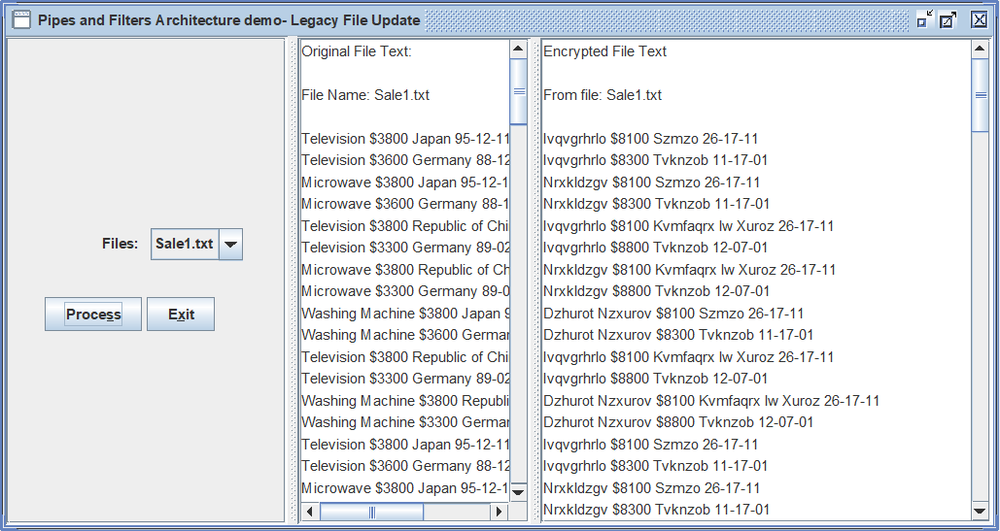 Pipes and Filters Architecture demo- Legacy File Update
Files: Sale1.txt
Process Exit
Original File Text:
File Name: Sale1.txt
Television $3800 Japan 95-12-11
Television $3600 Germany 88-12
Microwave $3800 Japan 95-12-1
Microwave $3600 Germany 88-1
Television $3800 Republic of Chi
Television $3300 Germany 89-02
Microwave $3800 Republic of Ch
Microwave $3300 Germany 89-0
Washing Machine $3800 Japan 9
Washing Machine $3600 Germa
Television $3800 Republic of Chi
Television $3300 Germany 89-02
Washing Machine $3800 Republi
Washing Machine $3300 Germa
Television $3800 Japan 95-12-11
Television $3600 Germany 88-12
Microwave $3800 Japan 95-12-1
Encrypted File Text
From file: Sale1.txt
Ivqvgrhrlo $8100 Szmzo 26-17-11
Ivqvgrhrlo $8300 Tvknzob 11-17-01
Nrxkldzgv $8100 Szmzo 26-17-11
Nrxkldzgv $8300 Tvknzob 11-17-01
Ivqvgrhrlo $8100 Kvmfaqrx lw Xuroz 26-17-11
Ivqvgrhrlo $8800 Tvknzob 12-07-01
Nrxkldzgv $8100 Kvmfaqrx lw Xuroz 26-17-11
Nrxkldzgv $8800 Tvknzob 12-07-01
Dzhurot Nzxurov $8100 Szmzo 26-17-11
Dzhurot Nzxurov $8300 Tvknzob 11-17-01
Ivqvgrhrlo $8100 Kvmfaqrx lw Xuroz 26-17-11
Ivqvgrhrlo $8800 Tvknzob 12-07-01
Dzhurot Nzxurov $8100 Kvmfaqrx lw Xuroz 26-17-11
Dzhurot Nzxurov $8800 Tvknzob 12-07-01
Ivqvgrhrlo $8100 Szmzo 26-17-11
Ivqvgrhrlo $8300 Tvknzob 11-17-01
Nrxkldzgv $8100 Szmzo 26-17-11
Nrxkldzgv $8300 Tvknzob 11-17-01